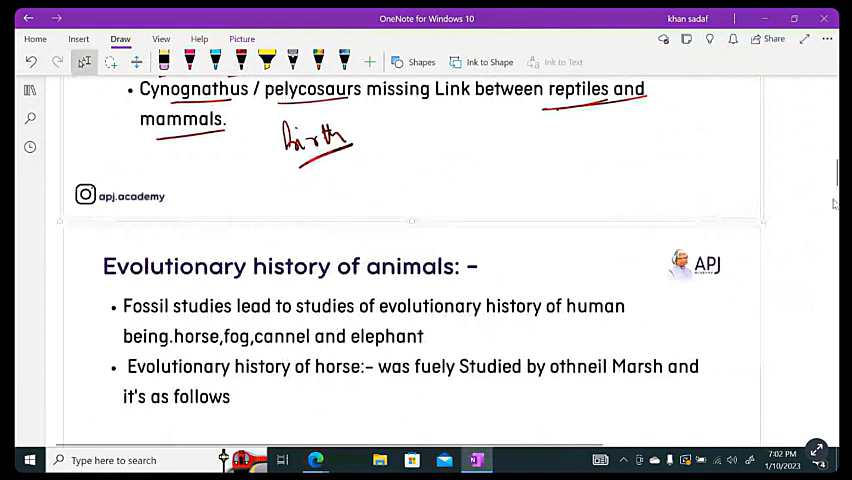 OneNote for Windows 10
khan sadaf
Home Insert Draw View Help Picture
Share
Shapes Ink to Shape Ink to Text
• Cynognathus / pelycosaurs missing Link between reptiles and
mammals.
birth
apj.academy
Evolutionary history of animals: -
APJ
• Fossil studies lead to studies of evolutionary history of human
being.horse,fog,cannel and elephant
• Evolutionary history of horse:- was fuely Studied by othneil Marsh and
it's as follows
Type here to search
7:02 PM
1/10/2023
4